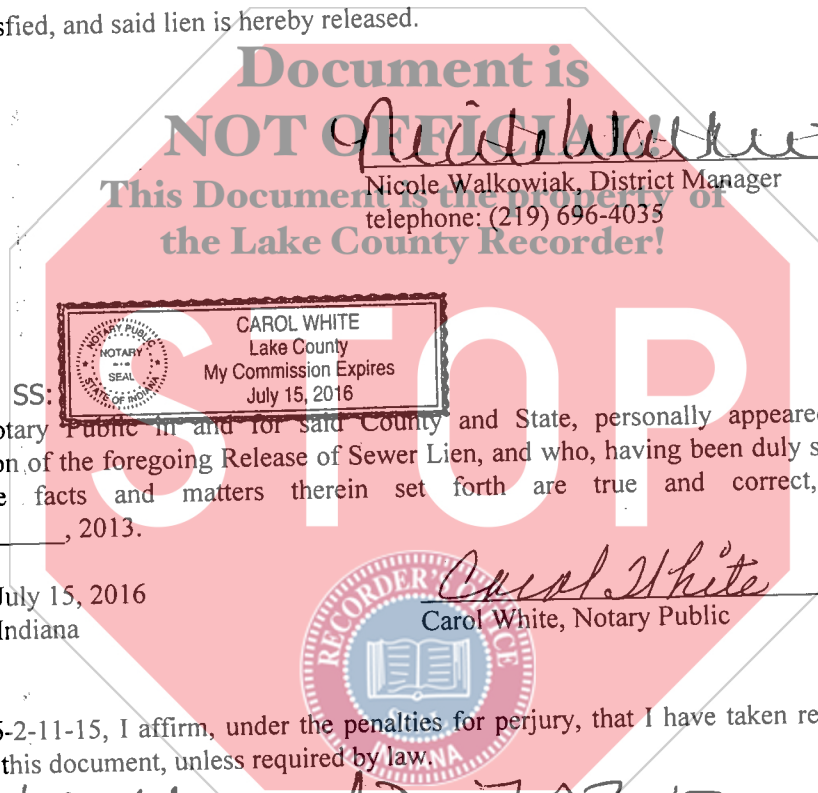 sfied, and said lien is hereby released.
Document is
NOT OFFICIAL!
This Document is the property of
the Lake County Recorder!
Nicole Walkowiak
Nicole Walkowiak, District Manager
telephone: (219) 696-4035
STOP
NOTARY PUBLIC
NOTARY
SEAL
STATE OF INDIANA
CAROL WHITE
Lake County
My Commission Expires
July 15, 2016
SS:
otary Public in and for said County and State, personally appeared
on of the foregoing Release of Sewer Lien, and who, having been duly s
e facts and matters therein set forth are true and correct,
, 2013.
July 15, 2016
Indiana
Carol White
Carol White, Notary Public
RECORDER'S OFFICE
SEAL
INDIANA
-2-11-15, I affirm, under the penalties for perjury, that I have taken re
this document, unless required by law.